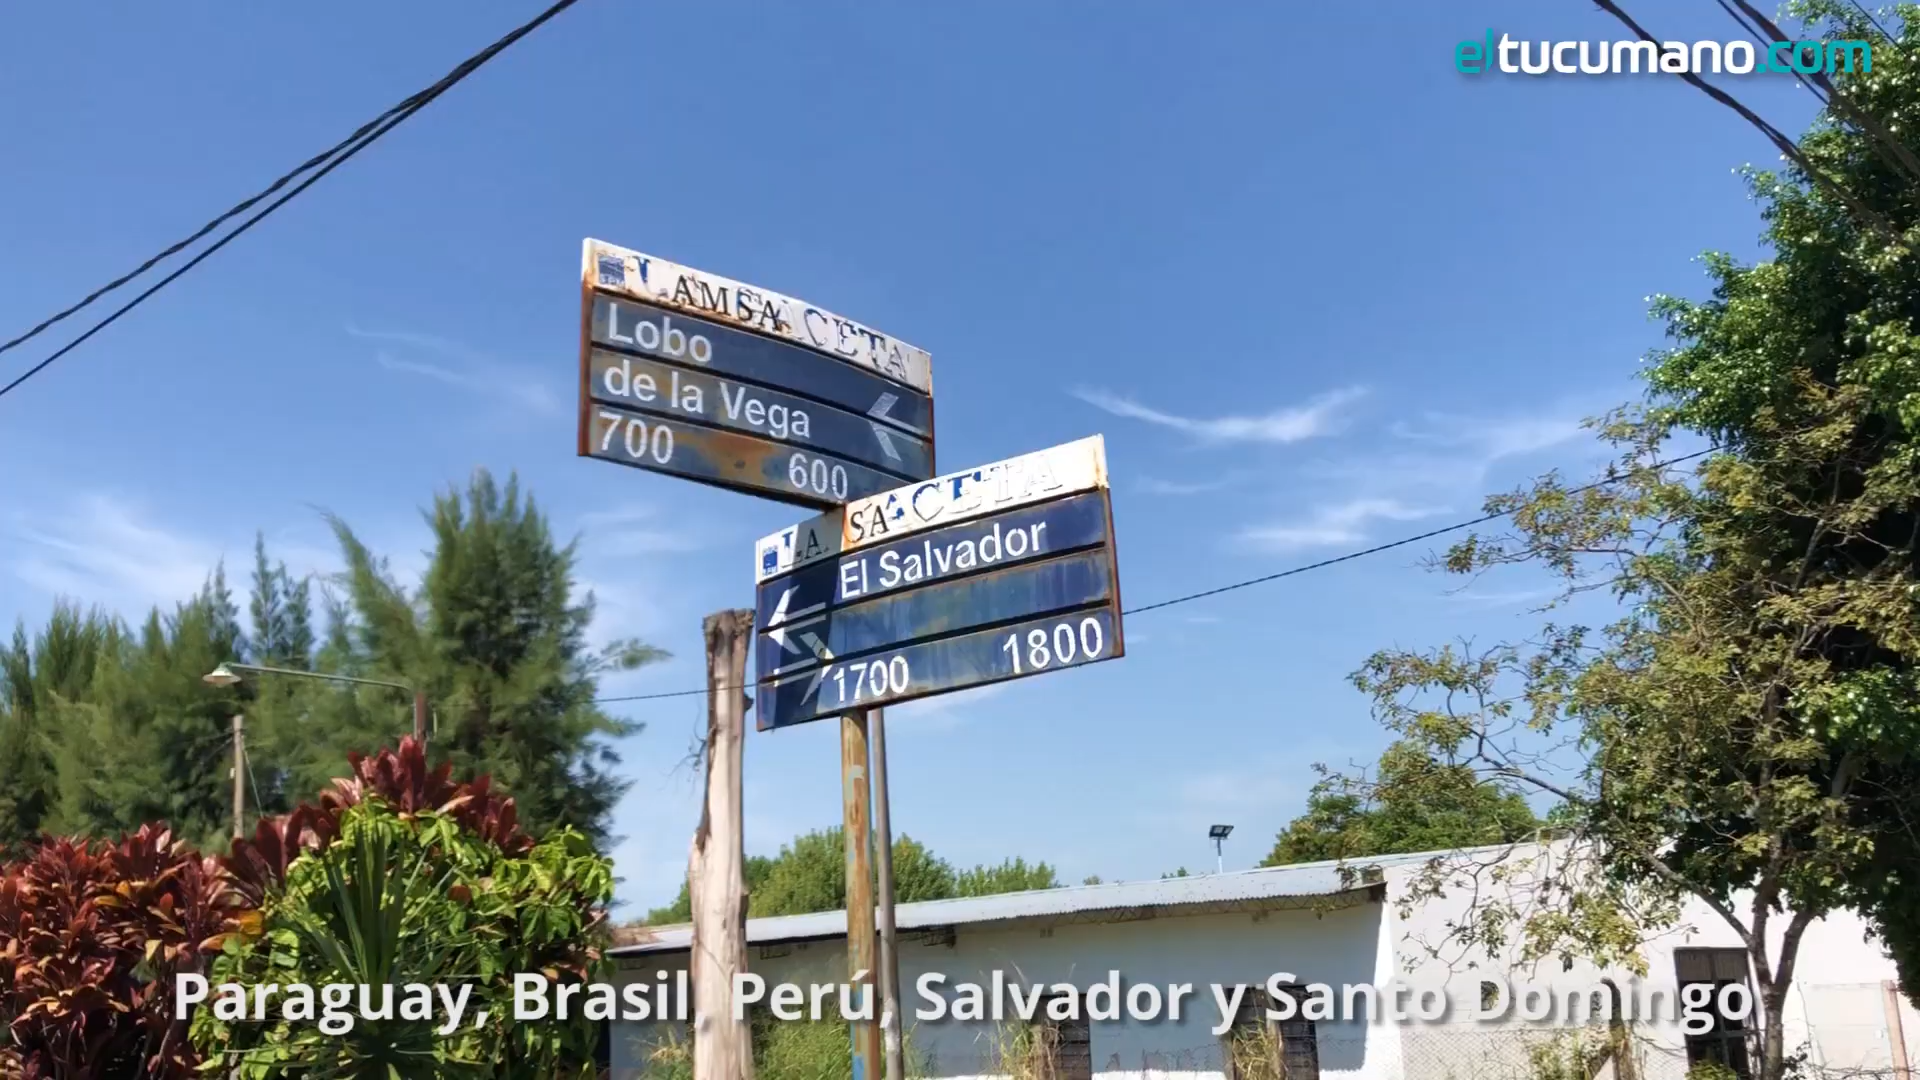 eltucumano.com
Lobo
de la Vega
700 600
El Salvador
1700 1800
Paraguay, Brasil, Perú, Salvador y Santo Domingo